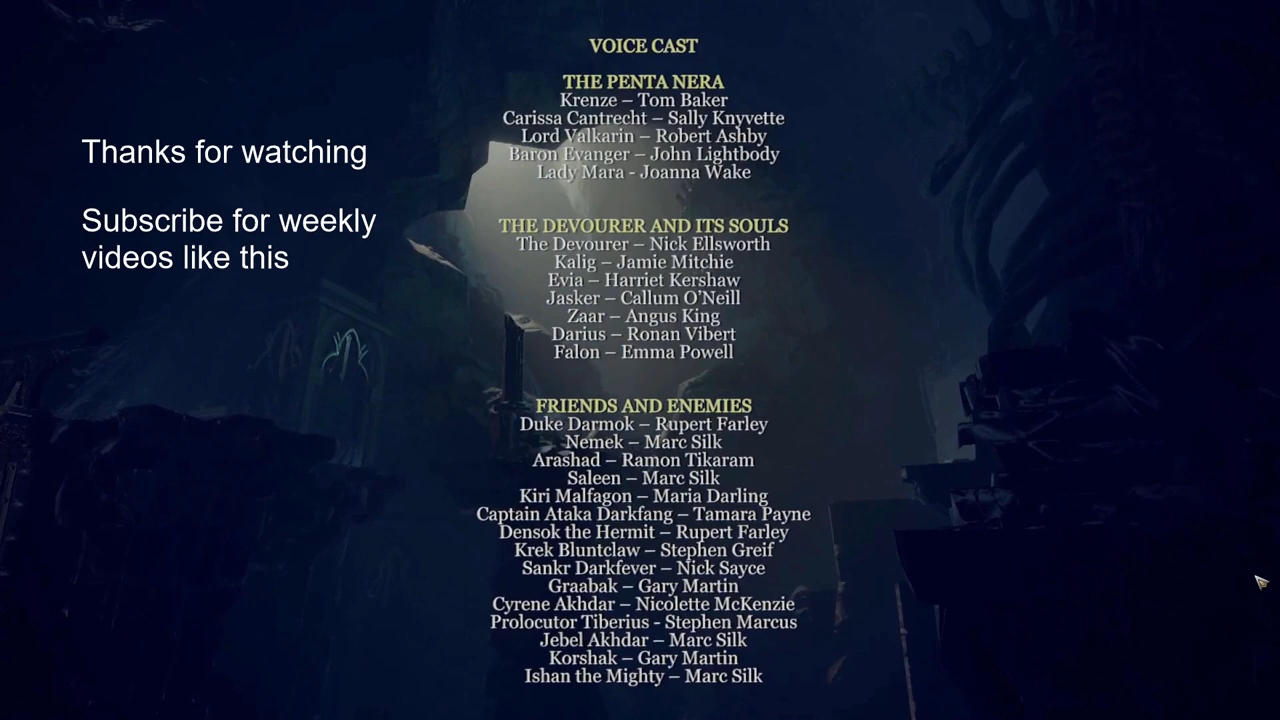 Thanks for watching
Subscribe for weekly
videos like this
VOICE CAST
THE PENTA NERA
Krenze – Tom Baker
Carissa Cantrecht – Sally Knyvette
Lord Valkarin – Robert Ashby
Baron Evanger – John Lightbody
Lady Mara - Joanna Wake
THE DEVOURER AND ITS SOULS
The Devourer – Nick Ellsworth
Kalig – Jamie Mitchie
Evia – Harriet Kershaw
Jasker – Callum O’Neill
Zaar – Angus King
Darius – Ronan Vibert
Falon – Emma Powell
FRIENDS AND ENEMIES
Duke Darmok – Rupert Farley
Nemek – Marc Silk
Arashad – Ramon Tikaram
Saleen – Marc Silk
Kiri Malfagon – Maria Darling
Captain Ataka Darkfang – Tamara Payne
Densok the Hermit – Rupert Farley
Krek Bluntclaw – Stephen Greif
Sankr Darkfever – Nick Sayce
Graabak – Gary Martin
Cyrene Akhdar – Nicolette McKenzie
Prolocutor Tiberius - Stephen Marcus
Jebel Akhdar – Marc Silk
Korshak – Gary Martin
Ishan the Mighty – Marc Silk